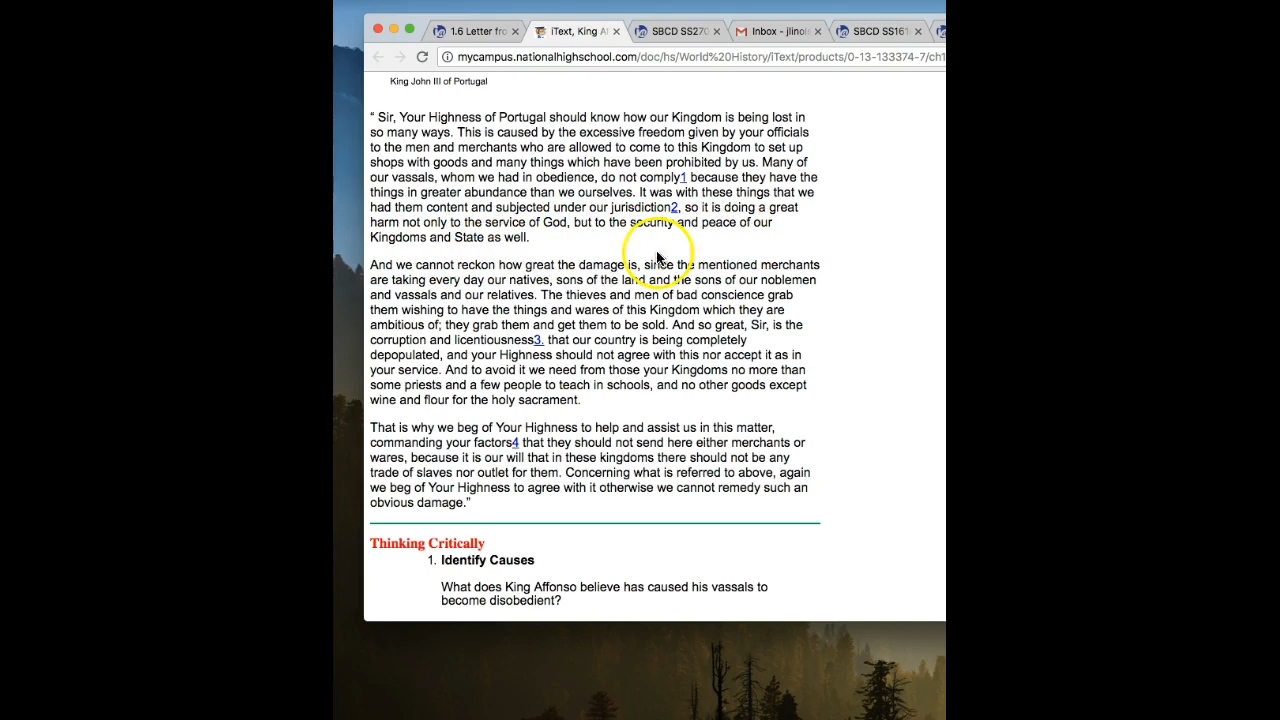 1.6 Letter fro
iText, King Af
SBCD SS270
Inbox - jlinois
SBCD SS161
mycampus.nationalhighschool.com/doc/hs/World%20History/iText/products/0-13-133374-7/ch1
King John III of Portugal
“ Sir, Your Highness of Portugal should know how our Kingdom is being lost in
so many ways. This is caused by the excessive freedom given by your officials
to the men and merchants who are allowed to come to this Kingdom to set up
shops with goods and many things which have been prohibited by us. Many of
our vassals, whom we had in obedience, do not comply1 because they have the
things in greater abundance than we ourselves. It was with these things that we
had them content and subjected under our jurisdiction2, so it is doing a great
harm not only to the service of God, but to the security and peace of our
Kingdoms and State as well.
And we cannot reckon how great the damage is, since the mentioned merchants
are taking every day our natives, sons of the land and the sons of our noblemen
and vassals and our relatives. The thieves and men of bad conscience grab
them wishing to have the things and wares of this Kingdom which they are
ambitious of; they grab them and get them to be sold. And so great, Sir, is the
corruption and licentiousness3. that our country is being completely
depopulated, and your Highness should not agree with this nor accept it as in
your service. And to avoid it we need from those your Kingdoms no more than
some priests and a few people to teach in schools, and no other goods except
wine and flour for the holy sacrament.
That is why we beg of Your Highness to help and assist us in this matter,
commanding your factors4 that they should not send here either merchants or
wares, because it is our will that in these kingdoms there should not be any
trade of slaves nor outlet for them. Concerning what is referred to above, again
we beg of Your Highness to agree with it otherwise we cannot remedy such an
obvious damage.”
Thinking Critically
1. Identify Causes
What does King Affonso believe has caused his vassals to
become disobedient?